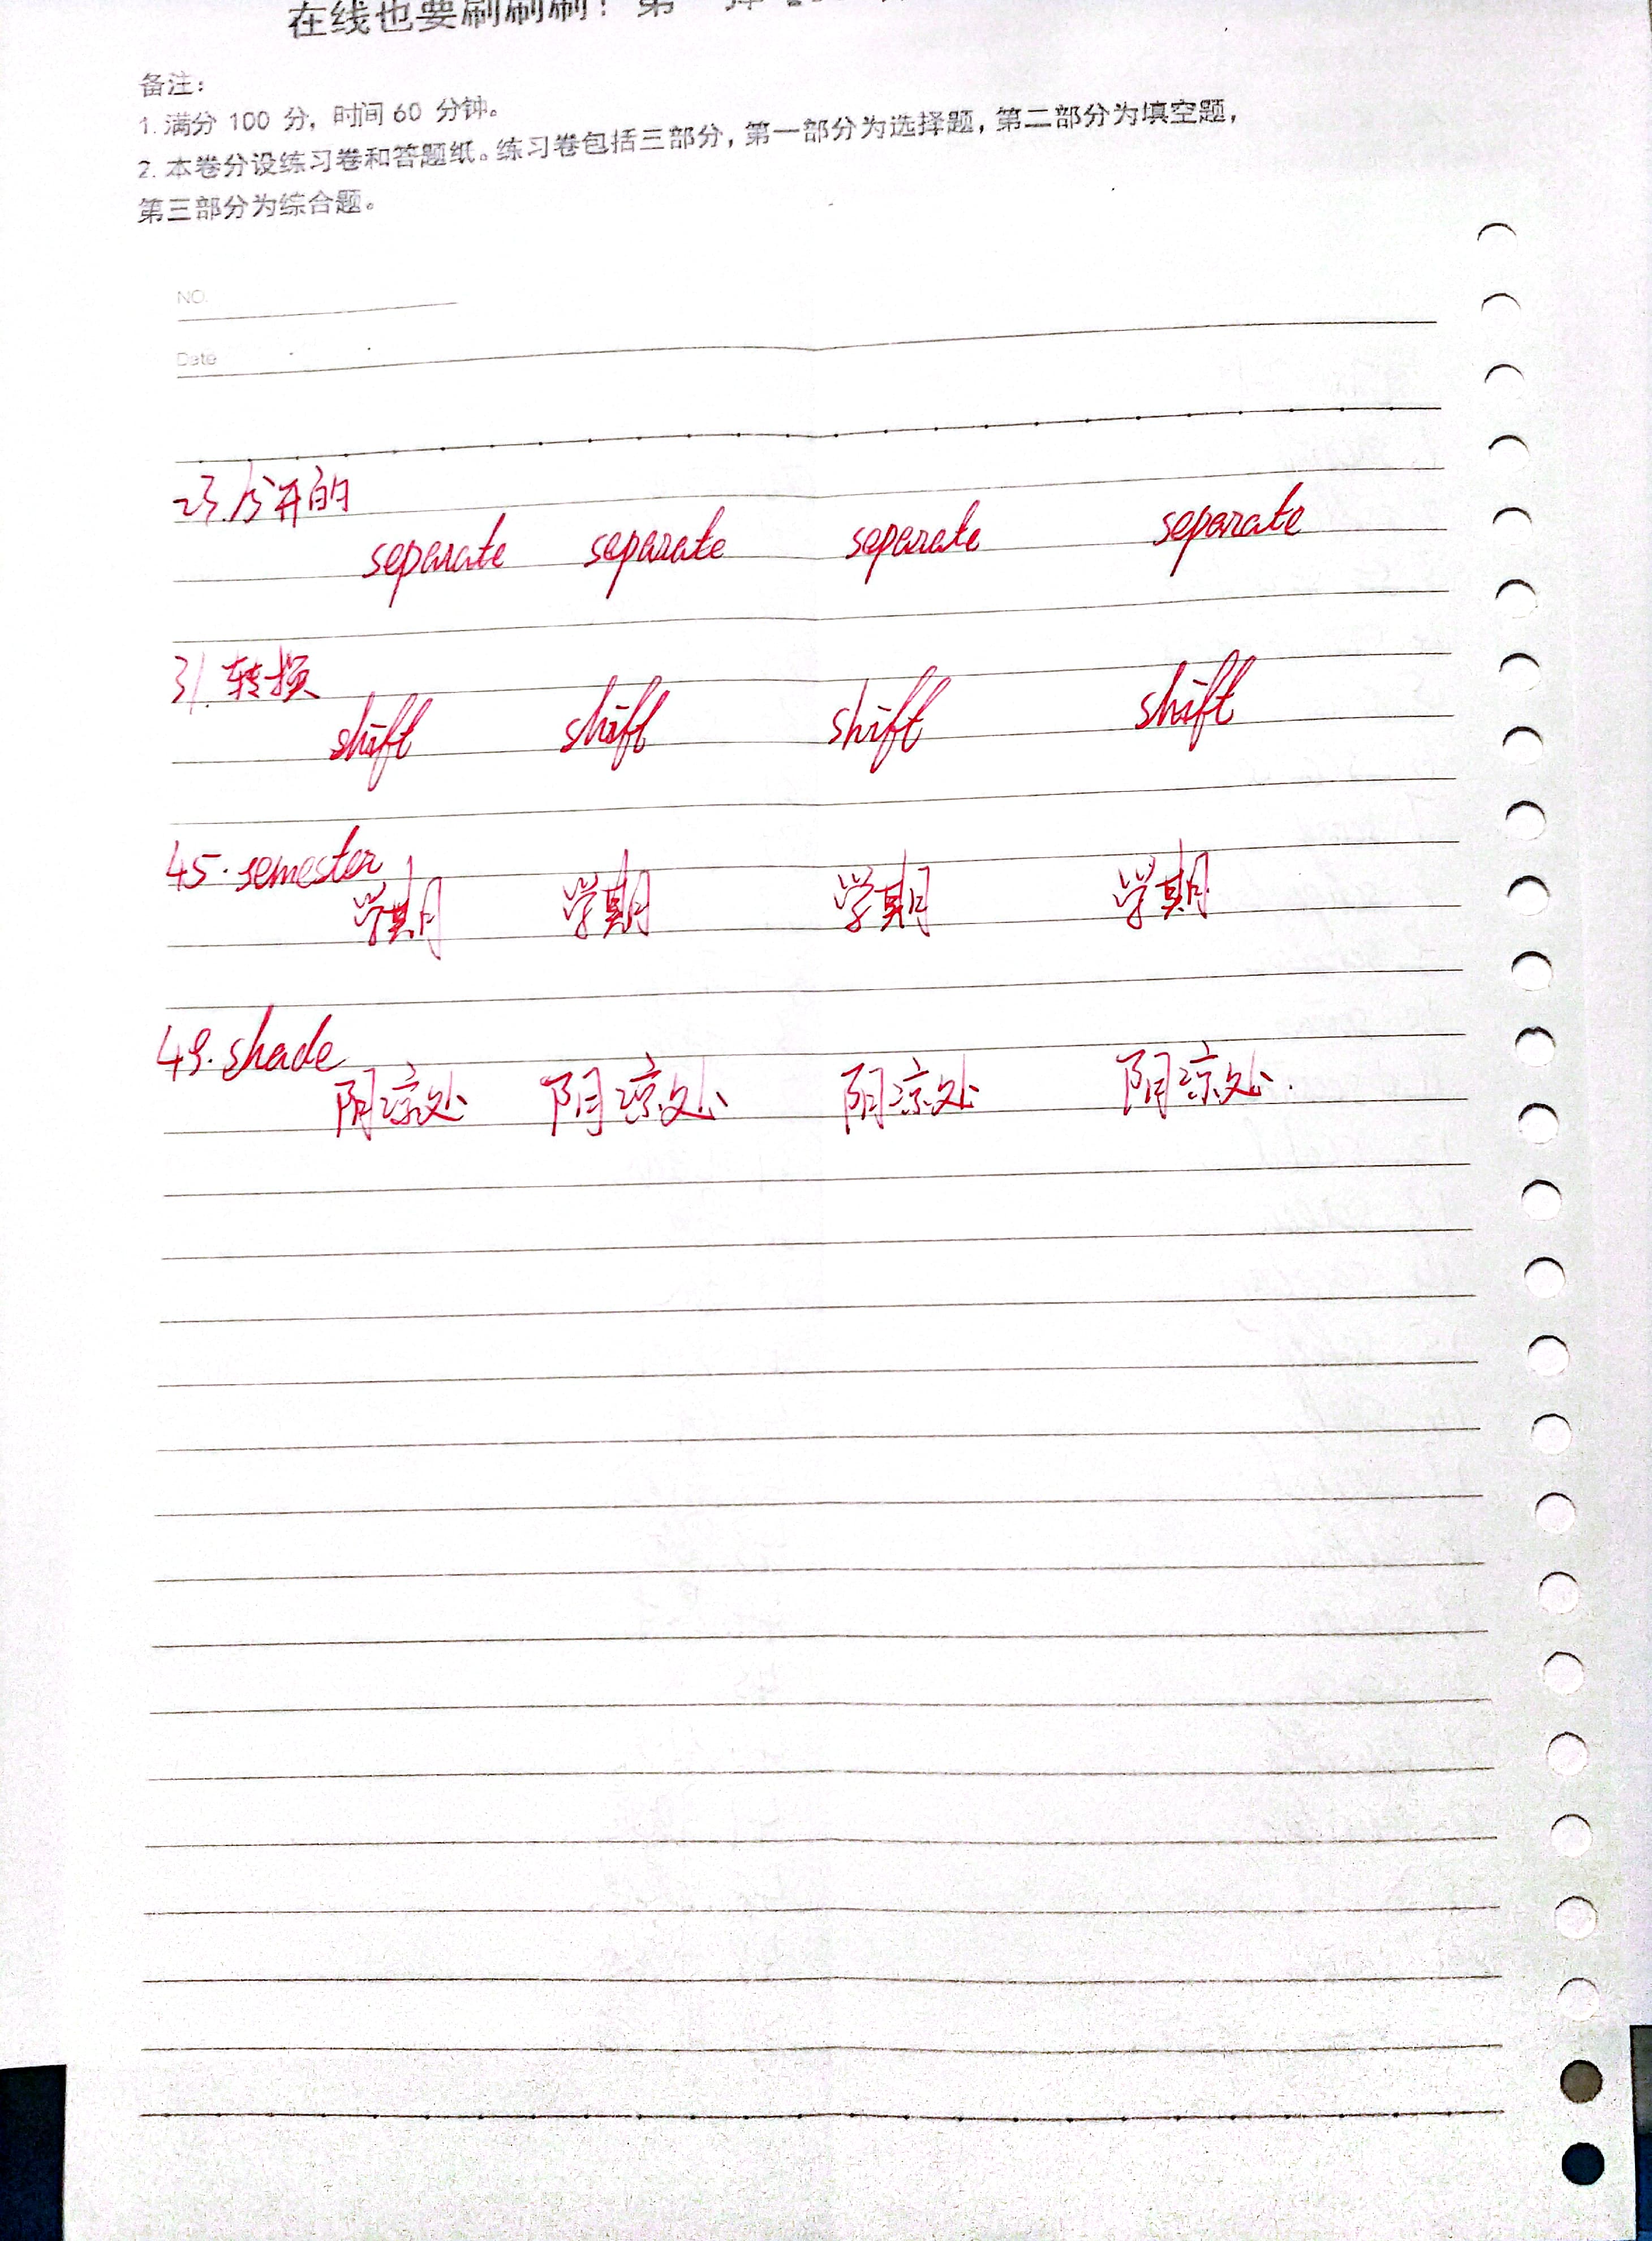 在线也要刷刷刷！第
备注：
1.满分 100 分，时间 60 分钟。
2.本卷分设练习卷和答题纸。练习卷包括三部分，第一部分为选择题，第二部分为填空题，
第三部分为综合题。
NO.
Date
23.分开的
separate separate separate separate
31.转换
shift shift shift shift
45.semester
学期 学期 学期 学期
49.shade
阴凉处 阴凉处 阴凉处 阴凉处.